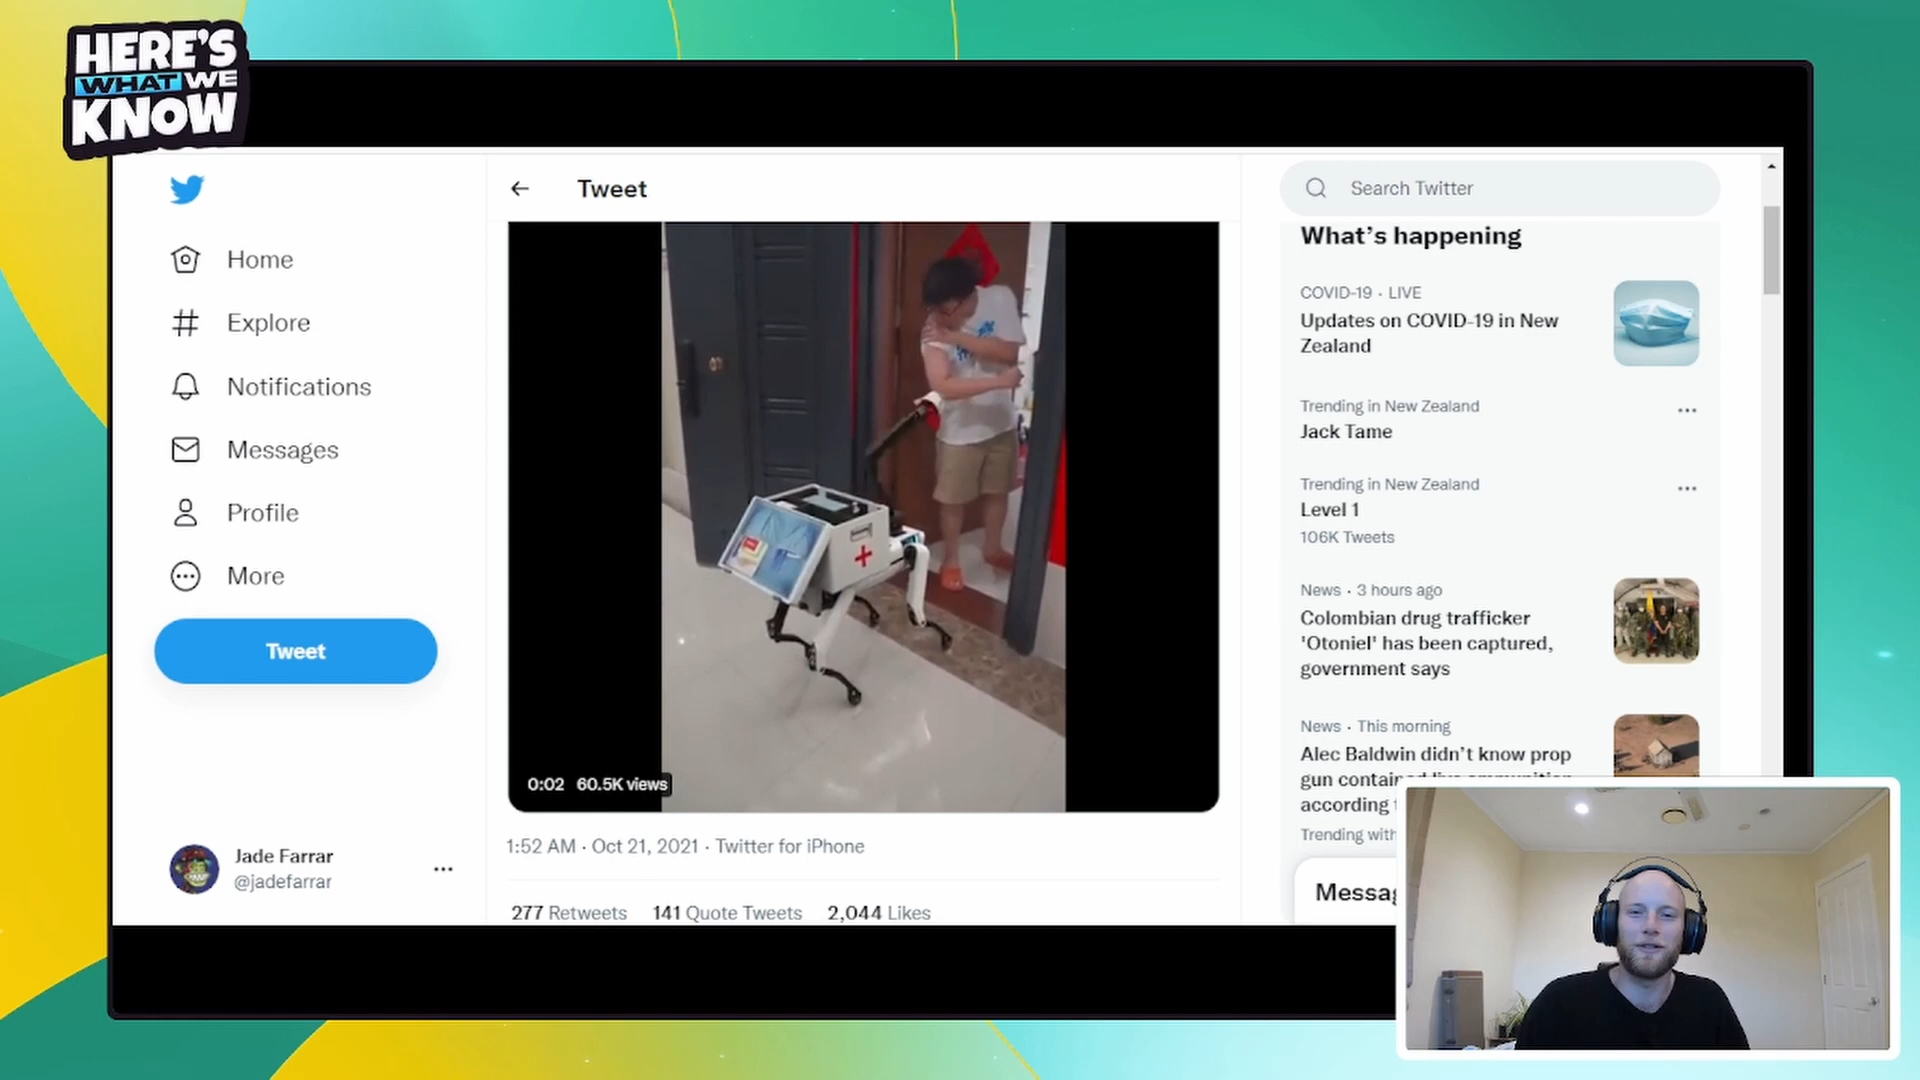 HERE'S
WHAT WE
KNOW
Home
Explore
Notifications
Messages
Profile
More
Tweet
Jade Farrar
@jadefarrar
Tweet
0:02 60.5K views
1:52 AM · Oct 21, 2021 · Twitter for iPhone
277 Retweets 141 Quote Tweets 2,044 Likes
Search Twitter
What's happening
COVID-19 · LIVE
Updates on COVID-19 in New
Zealand
Trending in New Zealand
Jack Tame
Trending in New Zealand
Level 1
106K Tweets
News · 3 hours ago
Colombian drug trafficker
'Otoniel' has been captured,
government says
News · This morning
Alec Baldwin didn't know prop
gun contained live ammunition
according
Trending with
Messag